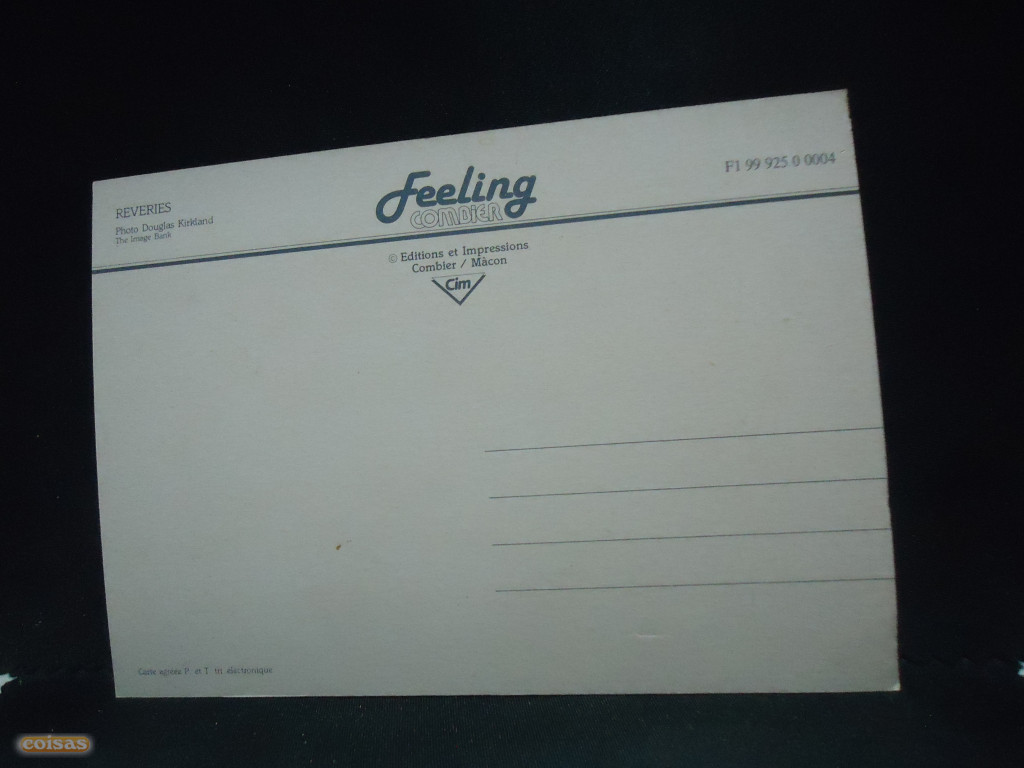 REVERIES
Photo Douglas Kirkland
The Image Bank
Feeling
COMBIER
F1 99 925 0 0004
© Editions et Impressions
Combier / Mâcon
Cim
Carte agréée P. et T. tri électronique
coisas